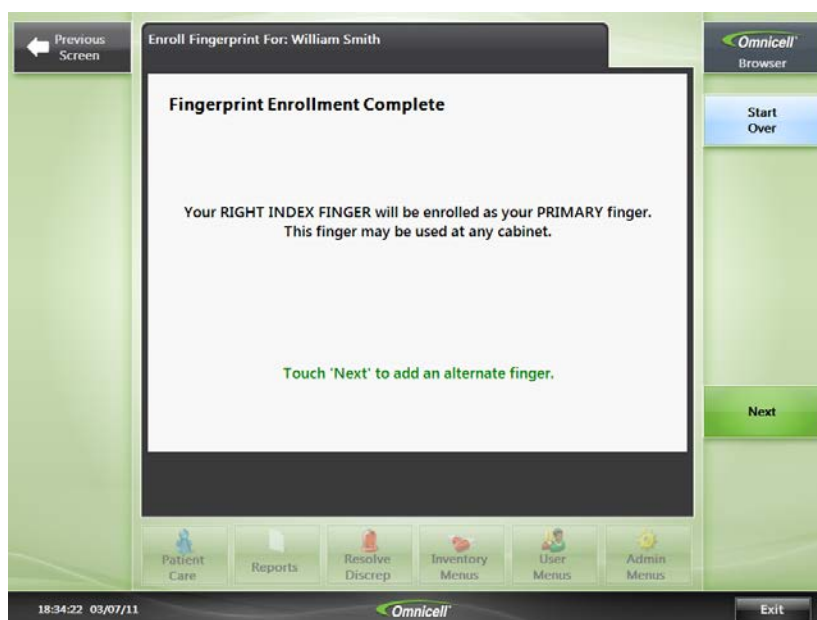 Previous
Screen
Enroll Fingerprint For: William Smith
Omnicell
Browser
Fingerprint Enrollment Complete
Start
Over
Your RIGHT INDEX FINGER will be enrolled as your PRIMARY finger.
This finger may be used at any cabinet.
Touch 'Next' to add an alternate finger.
Next
Patient
Care
Reports
Resolve
Discrep
Inventory
Menus
User
Menus
Admin
Menus
18:34:22 03/07/11
Omnicell
Exit